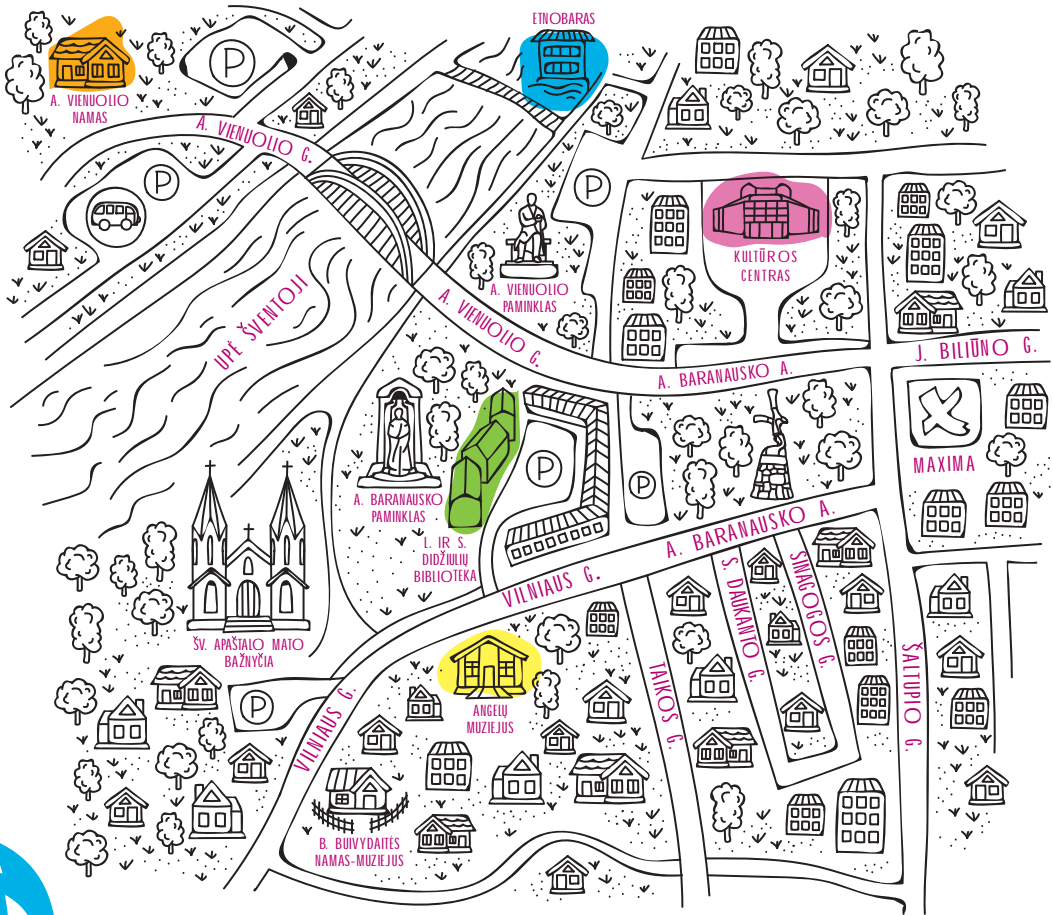 ETNOBARAS
P
A. VIENUOLIO
NAMAS
A. VIENUOLIO G.
P
P
A. VIENUOLIO
PAMINKLAS
KULTŪROS
CENTRAS
UPĖ ŠVENTOJI
A. VIENUOLIO G.
A. BARANAUSKO A.
J. BILIŪNO G.
MAXIMA
P
P
A. BARANAUSKO
PAMINKLAS
L. IR S.
DIDŽIULIŲ
BIBLIOTEKA
A. BARANAUSKO A.
VILNIAUS G.
S. DAUKANTO G.
SINAGOGOS G.
ŠV. APAŠTALO MATO
BAŽNYČIA
ŠALTUPIO G.
TAIKOS G.
P
ANGELŲ
MUZIEJUS
VILNIAUS G.
B. BUIVYDAITĖS
NAMAS-MUZIEJUS